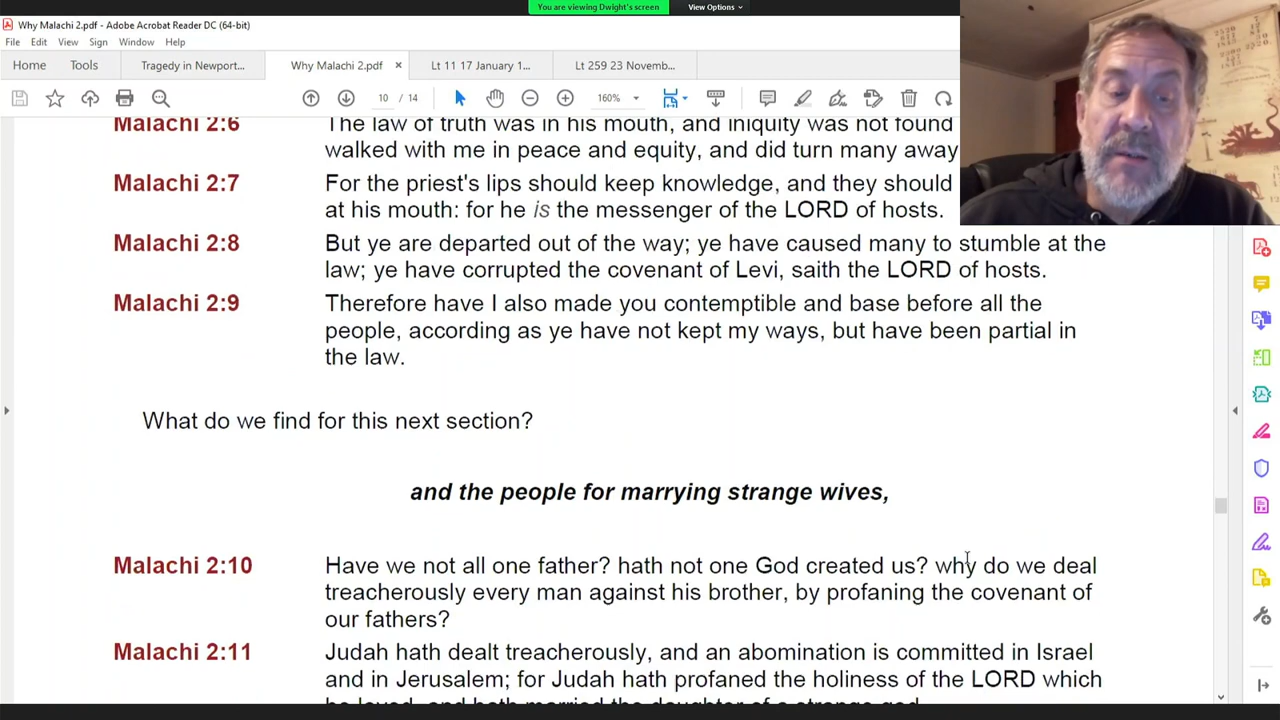 You are viewing Dwight's screen View Options
Why Malachi 2.pdf - Adobe Acrobat Reader DC (64-bit)
File Edit View Sign Window Help
Home Tools Tragedy in Newport... Why Malachi 2.pdf × Lt 11 17 January 1... Lt 259 23 Novemb...
10 / 14 160%
Malachi 2:6 The law of truth was in his mouth, and iniquity was not found
walked with me in peace and equity, and did turn many away
Malachi 2:7 For the priest's lips should keep knowledge, and they should
at his mouth: for he is the messenger of the LORD of hosts.
Malachi 2:8 But ye are departed out of the way; ye have caused many to stumble at the
law; ye have corrupted the covenant of Levi, saith the LORD of hosts.
Malachi 2:9 Therefore have I also made you contemptible and base before all the
people, according as ye have not kept my ways, but have been partial in
the law.
What do we find for this next section?
and the people for marrying strange wives,
Malachi 2:10 Have we not all one father? hath not one God created us? why do we deal
treacherously every man against his brother, by profaning the covenant of
our fathers?
Malachi 2:11 Judah hath dealt treacherously, and an abomination is committed in Israel
and in Jerusalem; for Judah hath profaned the holiness of the LORD which
he loved, and hath married the daughter of a strange god.